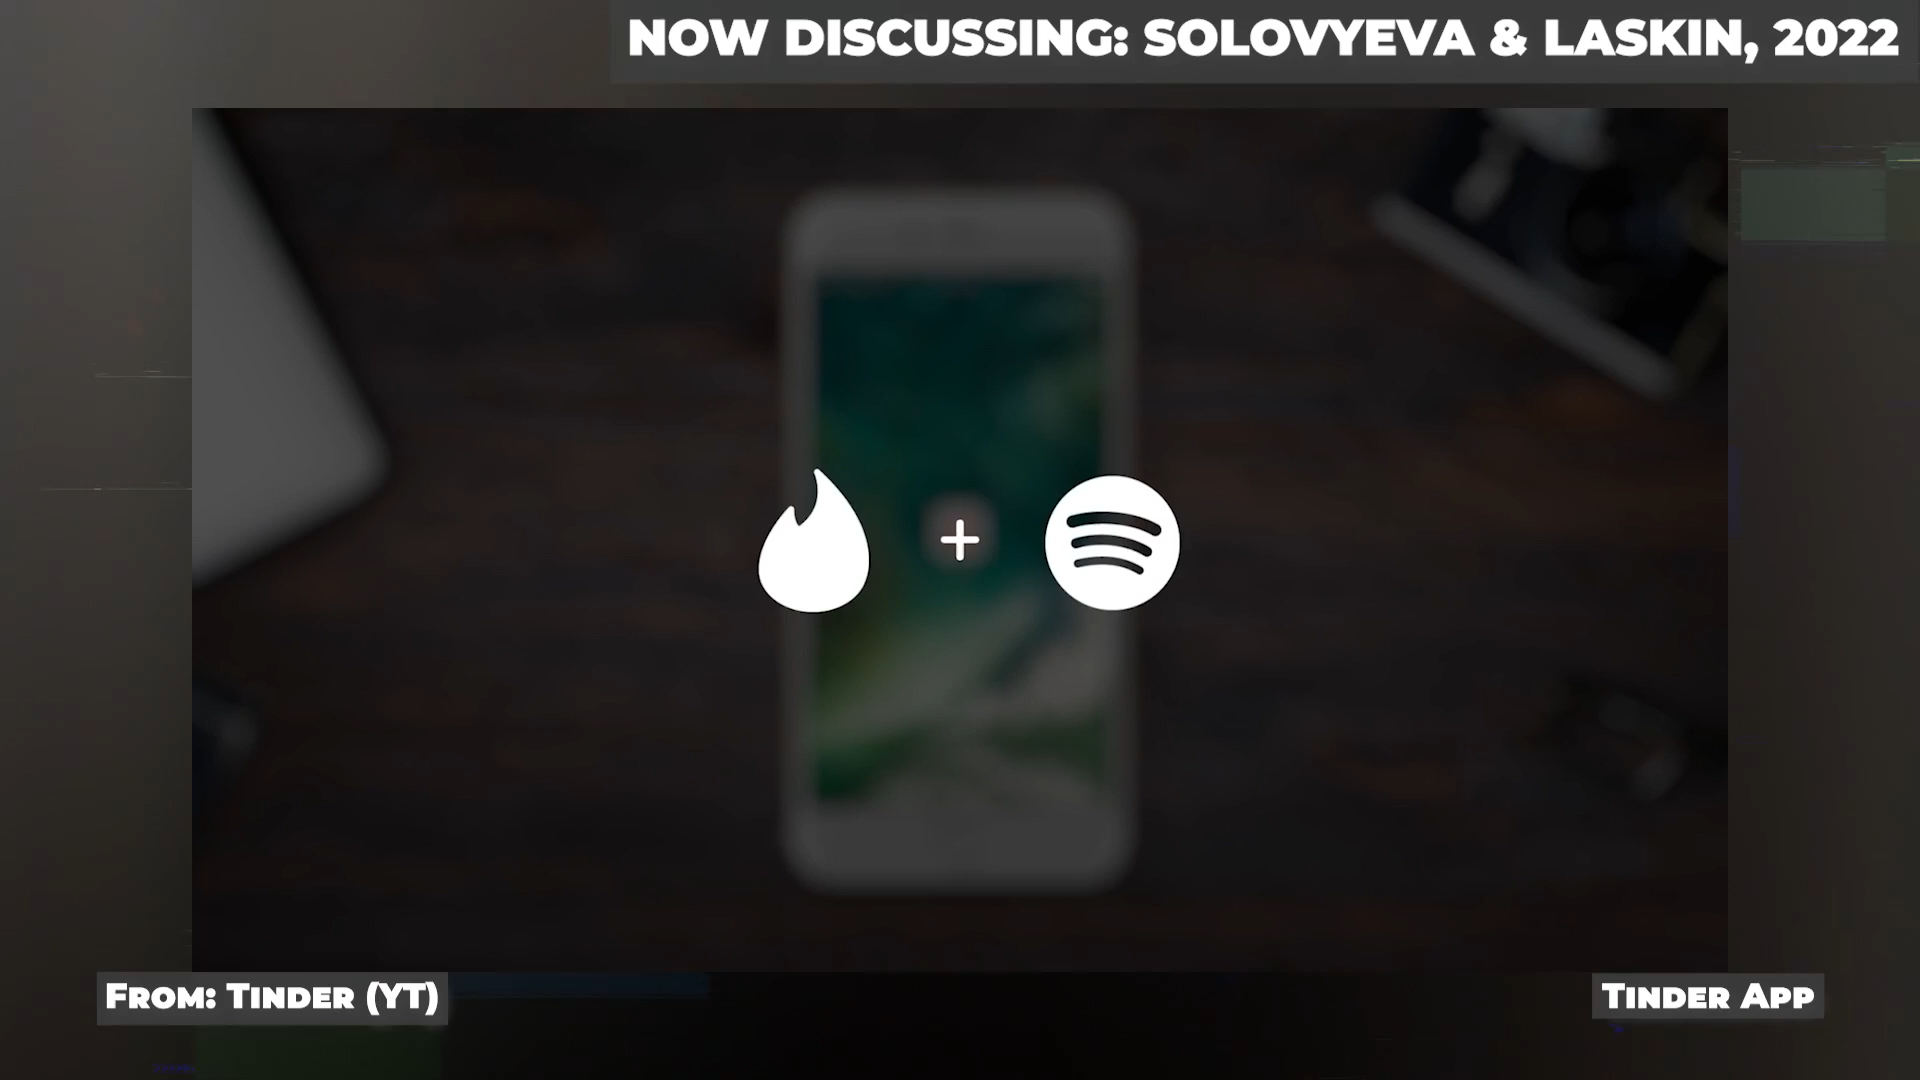 NOW DISCUSSING: SOLOVYEVA & LASKIN, 2022
+
FROM: TINDER (YT)
TINDER APP